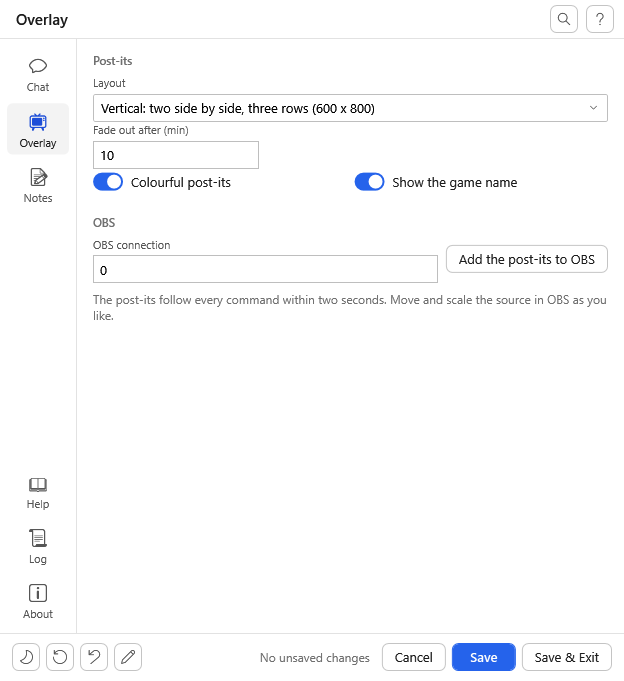 Overlay
?
Chat
Overlay
Notes
Post-its
Layout
Vertical: two side by side, three rows (600 x 800)
Fade out after (min)
10
Colourful post-its
Show the game name
OBS
OBS connection
0
Add the post-its to OBS
The post-its follow every command within two seconds. Move and scale the source in OBS as you
like.
Help
Log
About
No unsaved changes
Cancel
Save
Save & Exit